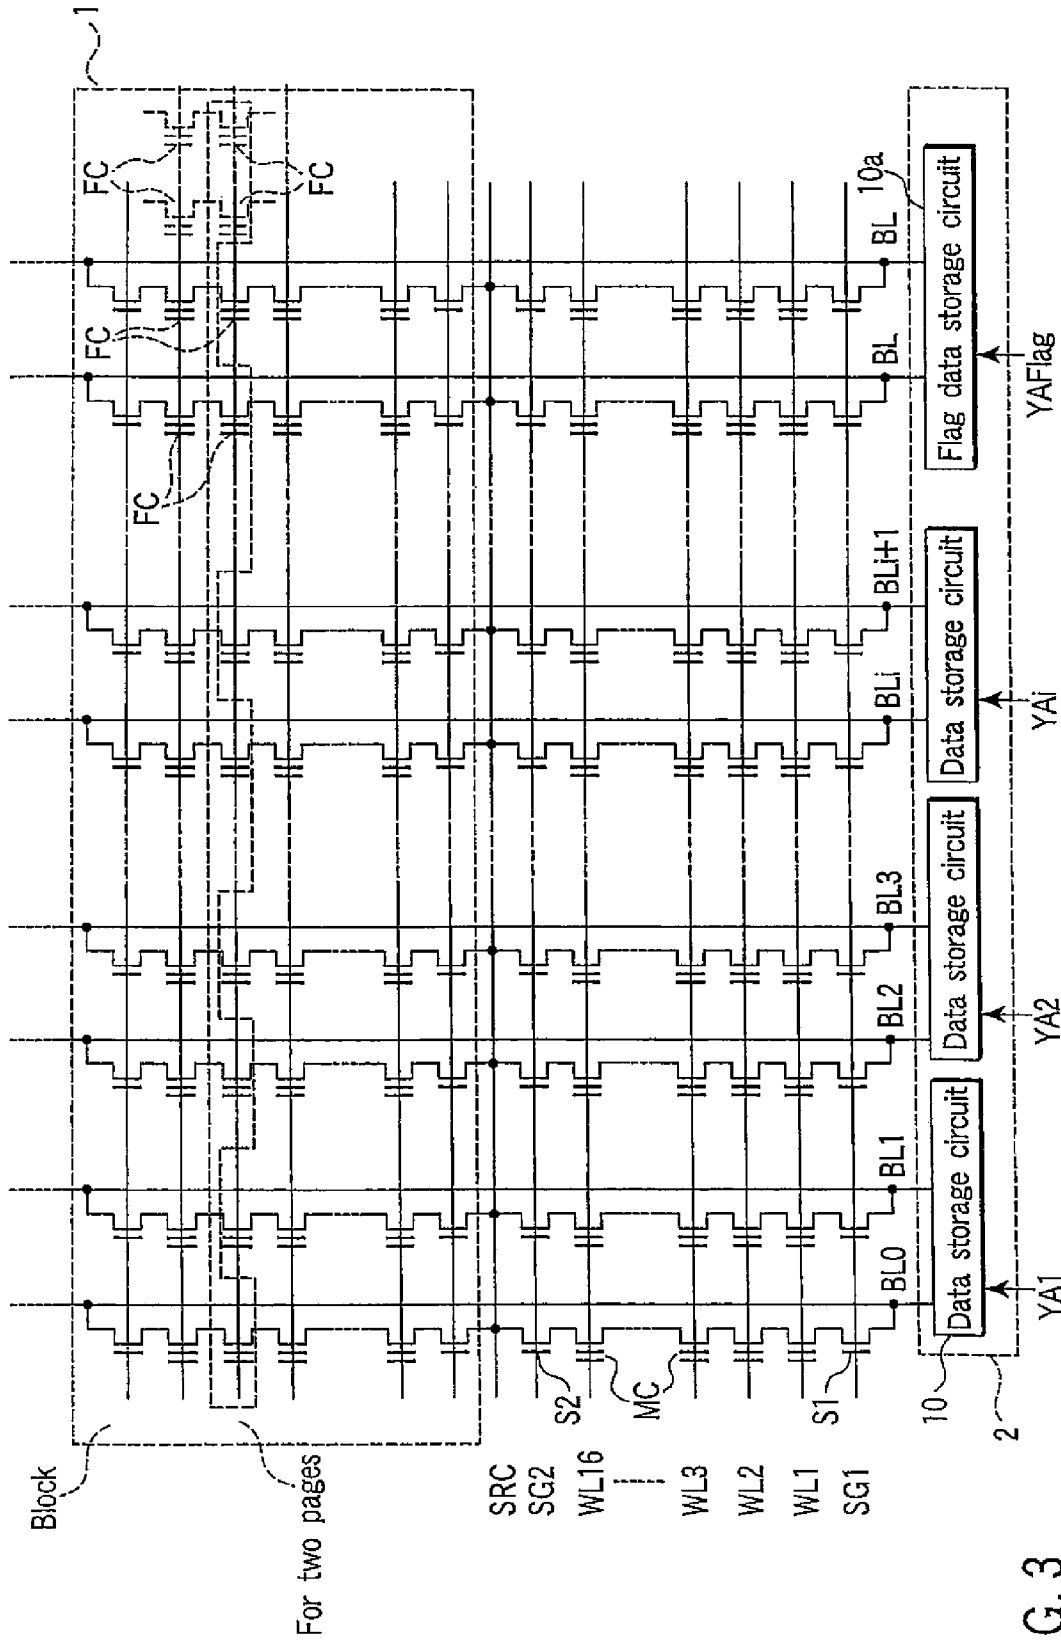 1
Block
For two pages
FC
FC
FC
FC
SRC
SG2
WL16
WL3
WL2
WL1
SG1
S2
MC
S1
BL0
BL1
BL2
BL3
BLi
BLi+1
BL
BL
10
10a
Data storage circuit
Data storage circuit
Data storage circuit
Flag data storage circuit
2
YA1
YA2
YAi
YAFlag
G. 3